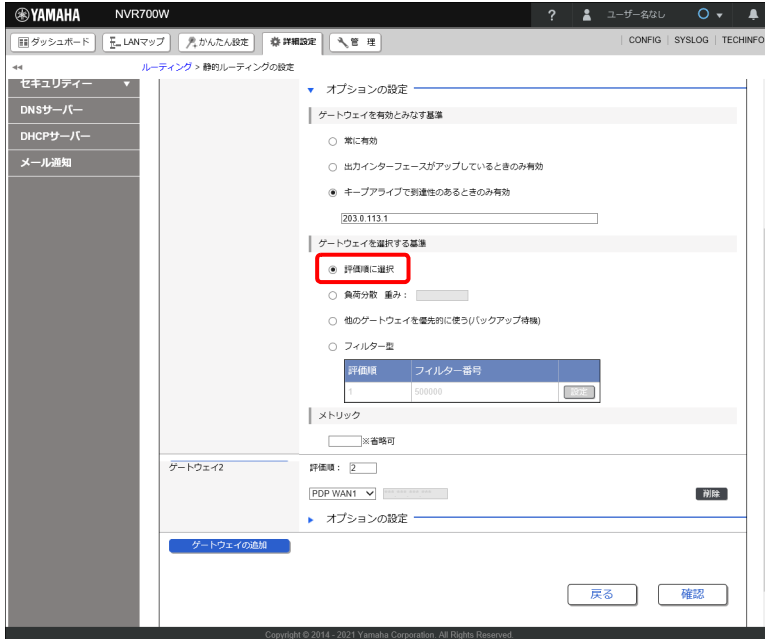 YAMAHA NVR700W ? ユーザー名なし
ダッシュボード LANマップ かんたん設定 詳細設定 管 理 CONFIG SYSLOG TECHINFO
ルーティング > 静的ルーティングの設定
セキュリティー
DNSサーバー
DHCPサーバー
メール通知
オプションの設定
ゲートウェイを有効とみなす基準
常に有効
出力インターフェースがアップしているときのみ有効
キープアライブで到達性のあるときのみ有効
203.0.113.1
ゲートウェイを選択する基準
評価順に選択
負荷分散 重み：
他のゲートウェイを優先的に使う(バックアップ待機)
フィルター型
評価順 フィルター番号
1 500000 設定
メトリック
※省略可
ゲートウェイ2 評価順： 2
PDP WAN1 削除
オプションの設定
ゲートウェイの追加
戻る 確認
Copyright © 2014 - 2021 Yamaha Corporation. All Rights Reserved.